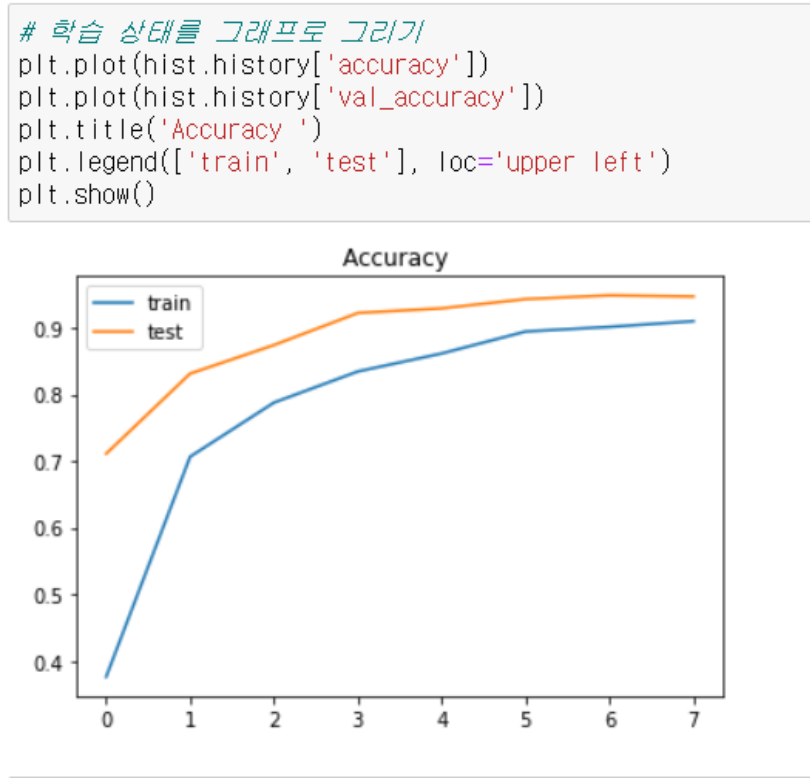 # 학습 상태를 그래프로 그리기
plt.plot(hist.history['accuracy'])
plt.plot(hist.history['val_accuracy'])
plt.title('Accuracy ')
plt.legend(['train', 'test'], loc='upper left')
plt.show()
Accuracy
train
test
0.9
0.8
0.7
0.6
0.5
0.4
0 1 2 3 4 5 6 7